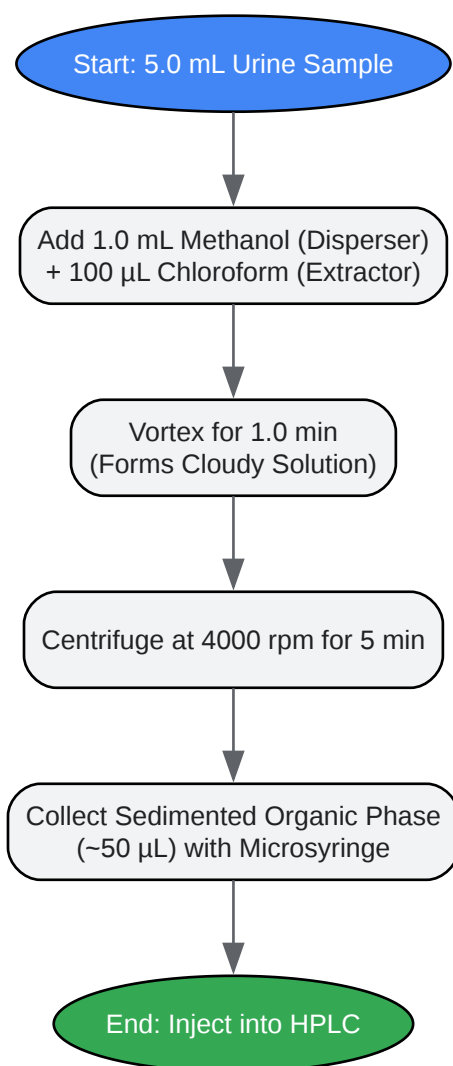 Start: 5.0 mL Urine Sample
Add 1.0 mL Methanol (Disperser)
+ 100 µL Chloroform (Extractor)
Vortex for 1.0 min
(Forms Cloudy Solution)
Centrifuge at 4000 rpm for 5 min
Collect Sedimented Organic Phase
(~50 µL) with Microsyringe
End: Inject into HPLC